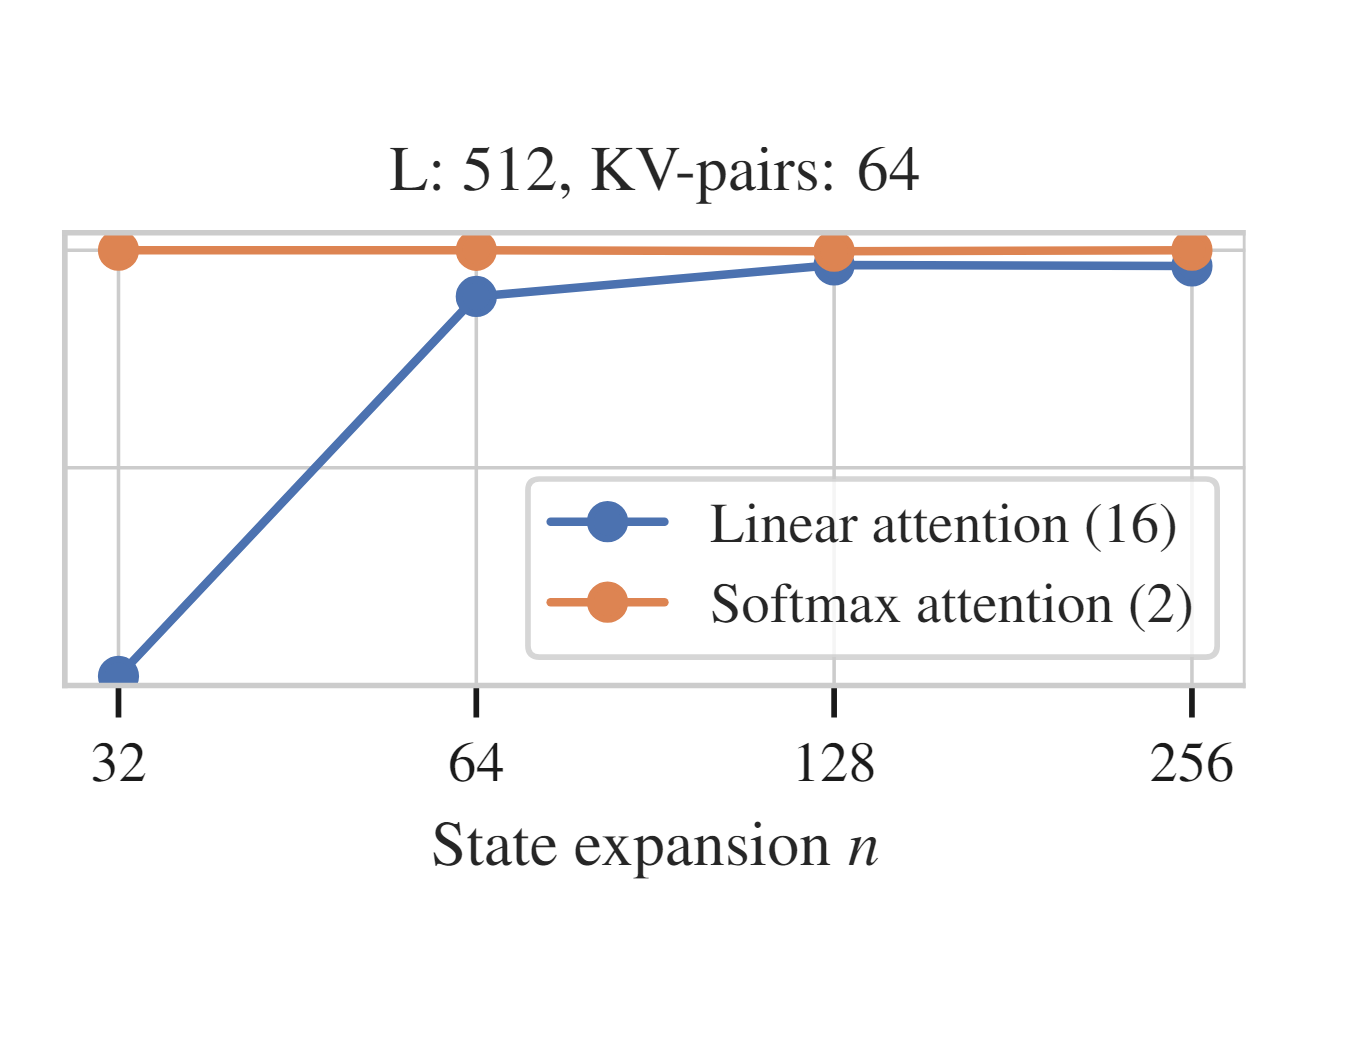 L: 512, KV-pairs: 64
Linear attention (16)
Softmax attention (2)
32 64 128 256
State expansion n